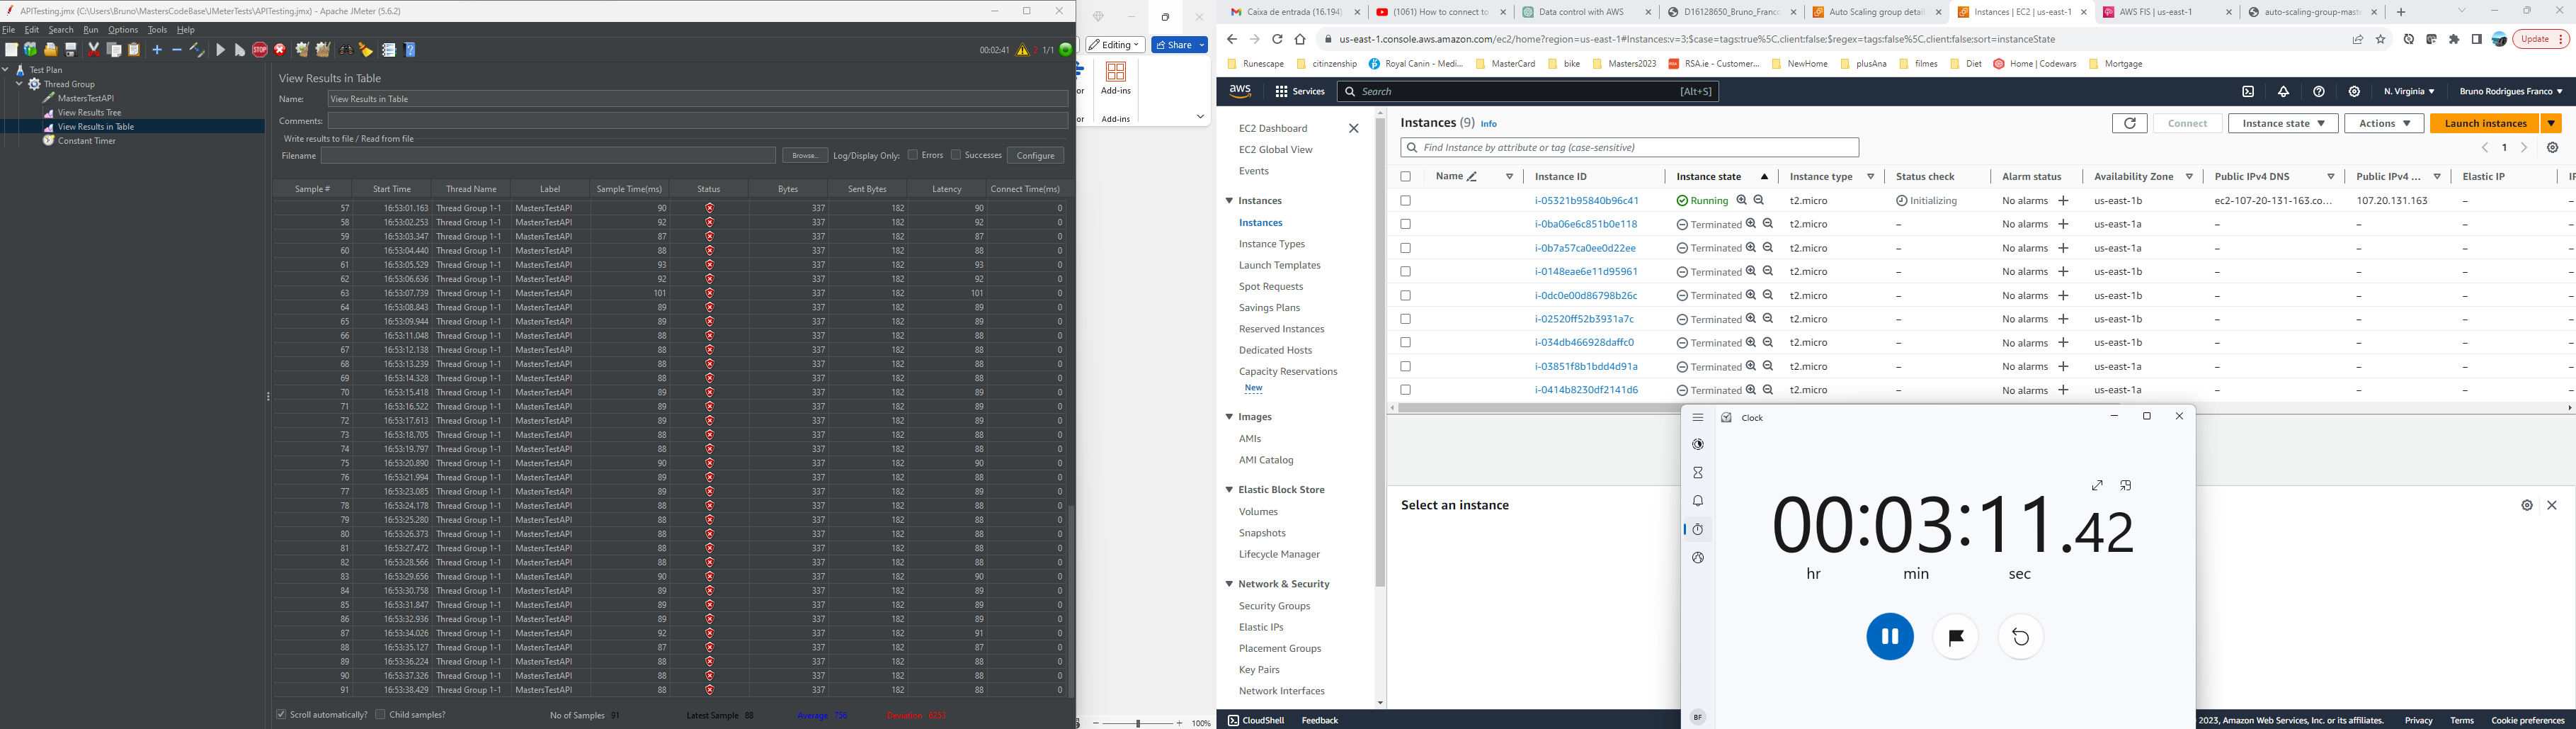 APITesting.jmx (C:\Users\Bruno\MastersCodeBase\JMeterTests\APITesting.jmx) - Apache JMeter (5.6.2)
File Edit Search Run Options Tools Help
00:02:41 2 1/1
Test Plan
Thread Group
MastersTestAPI
View Results Tree
View Results in Table
Constant Timer
View Results in Table
Name: View Results in Table
Comments:
Write results to file / Read from file
Filename Browse... Log/Display Only: Errors Successes Configure
Sample # Start Time Thread Name Label Sample Time(ms) Status Bytes Sent Bytes Latency Connect Time(ms)
57 16:53:01.163 Thread Group 1-1 MastersTestAPI 90 337 182 90 0
58 16:53:02.253 Thread Group 1-1 MastersTestAPI 92 337 182 92 0
59 16:53:03.347 Thread Group 1-1 MastersTestAPI 87 337 182 87 0
60 16:53:04.440 Thread Group 1-1 MastersTestAPI 88 337 182 88 0
61 16:53:05.529 Thread Group 1-1 MastersTestAPI 93 337 182 93 0
62 16:53:06.636 Thread Group 1-1 MastersTestAPI 92 337 182 92 0
63 16:53:07.739 Thread Group 1-1 MastersTestAPI 101 337 182 101 0
64 16:53:08.843 Thread Group 1-1 MastersTestAPI 89 337 182 89 0
65 16:53:09.944 Thread Group 1-1 MastersTestAPI 89 337 182 89 0
66 16:53:11.048 Thread Group 1-1 MastersTestAPI 88 337 182 88 0
67 16:53:12.138 Thread Group 1-1 MastersTestAPI 88 337 182 88 0
68 16:53:13.239 Thread Group 1-1 MastersTestAPI 88 337 182 88 0
69 16:53:14.328 Thread Group 1-1 MastersTestAPI 88 337 182 88 0
70 16:53:15.418 Thread Group 1-1 MastersTestAPI 89 337 182 89 0
71 16:53:16.522 Thread Group 1-1 MastersTestAPI 89 337 182 89 0
72 16:53:17.613 Thread Group 1-1 MastersTestAPI 89 337 182 89 0
73 16:53:18.705 Thread Group 1-1 MastersTestAPI 88 337 182 88 0
74 16:53:19.797 Thread Group 1-1 MastersTestAPI 88 337 182 88 0
75 16:53:20.890 Thread Group 1-1 MastersTestAPI 90 337 182 90 0
76 16:53:21.994 Thread Group 1-1 MastersTestAPI 89 337 182 89 0
77 16:53:23.085 Thread Group 1-1 MastersTestAPI 89 337 182 89 0
78 16:53:24.178 Thread Group 1-1 MastersTestAPI 88 337 182 88 0
79 16:53:25.280 Thread Group 1-1 MastersTestAPI 88 337 182 88 0
80 16:53:26.373 Thread Group 1-1 MastersTestAPI 88 337 182 88 0
81 16:53:27.472 Thread Group 1-1 MastersTestAPI 88 337 182 88 0
82 16:53:28.566 Thread Group 1-1 MastersTestAPI 88 337 182 88 0
83 16:53:29.656 Thread Group 1-1 MastersTestAPI 90 337 182 90 0
84 16:53:30.758 Thread Group 1-1 MastersTestAPI 89 337 182 89 0
85 16:53:31.847 Thread Group 1-1 MastersTestAPI 89 337 182 89 0
86 16:53:32.936 Thread Group 1-1 MastersTestAPI 89 337 182 89 0
87 16:53:34.026 Thread Group 1-1 MastersTestAPI 92 337 182 91 0
88 16:53:35.127 Thread Group 1-1 MastersTestAPI 87 337 182 87 0
89 16:53:36.224 Thread Group 1-1 MastersTestAPI 88 337 182 88 0
90 16:53:37.326 Thread Group 1-1 MastersTestAPI 88 337 182 88 0
91 16:53:38.429 Thread Group 1-1 MastersTestAPI 88 337 182 88 0
Scroll automatically? Child samples? No of Samples 91 Latest Sample 88 Average 756 Deviation 6253
Editing Share
or Add-ins
or Add-ins
100%
Caixa de entrada (16.194) (1061) How to connect to Data control with AWS D16128650_Bruno_Franco Auto Scaling group detail Instances | EC2 | us-east-1 AWS FIS | us-east-1 auto-scaling-group-maste
us-east-1.console.aws.amazon.com/ec2/home?region=us-east-1#Instances:v=3;$case=tags:true%5C,client:false;$regex=tags:false%5C,client:false;sort=instanceState Update
Runescape citinzenship Royal Canin - Medi... MasterCard bike Masters2023 RSA.ie - Customer... NewHome plusAna filmes Diet Home | Codewars Mortgage
aws Services Search [Alt+S] N. Virginia Bruno Rodrigues Franco
EC2 Dashboard
EC2 Global View
Events
Instances
Instances
Instance Types
Launch Templates
Spot Requests
Savings Plans
Reserved Instances
Dedicated Hosts
Capacity Reservations
New
Images
AMIs
AMI Catalog
Elastic Block Store
Volumes
Snapshots
Lifecycle Manager
Network & Security
Security Groups
Elastic IPs
Placement Groups
Key Pairs
Network Interfaces
Instances (9) Info Connect Instance state Actions Launch instances
Find Instance by attribute or tag (case-sensitive) 1
Name Instance ID Instance state Instance type Status check Alarm status Availability Zone Public IPv4 DNS Public IPv4 ... Elastic IP IP
i-05321b95840b96c41 Running t2.micro Initializing No alarms + us-east-1b ec2-107-20-131-163.co... 107.20.131.163 – –
i-0ba06e6c851b0e118 Terminated t2.micro – No alarms + us-east-1a – – – –
i-0b7a57ca0ee0d22ee Terminated t2.micro – No alarms + us-east-1a – – – –
i-0148eae6e11d95961 Terminated t2.micro – No alarms + us-east-1b – – – –
i-0dc0e00d86798b26c Terminated t2.micro – No alarms + us-east-1b – – – –
i-02520ff52b3931a7c Terminated t2.micro – No alarms + us-east-1b – – – –
i-034db466928daffc0 Terminated t2.micro – No alarms + us-east-1b – – – –
i-03851f8b1bdd4d91a Terminated t2.micro – No alarms + us-east-1a – – – –
i-0414b8230df2141d6 Terminated t2.micro – No alarms + us-east-1a – – – –
Select an instance
Clock
00:03:11.42
hr min sec
BF
CloudShell Feedback 2023, Amazon Web Services, Inc. or its affiliates. Privacy Terms Cookie preferences